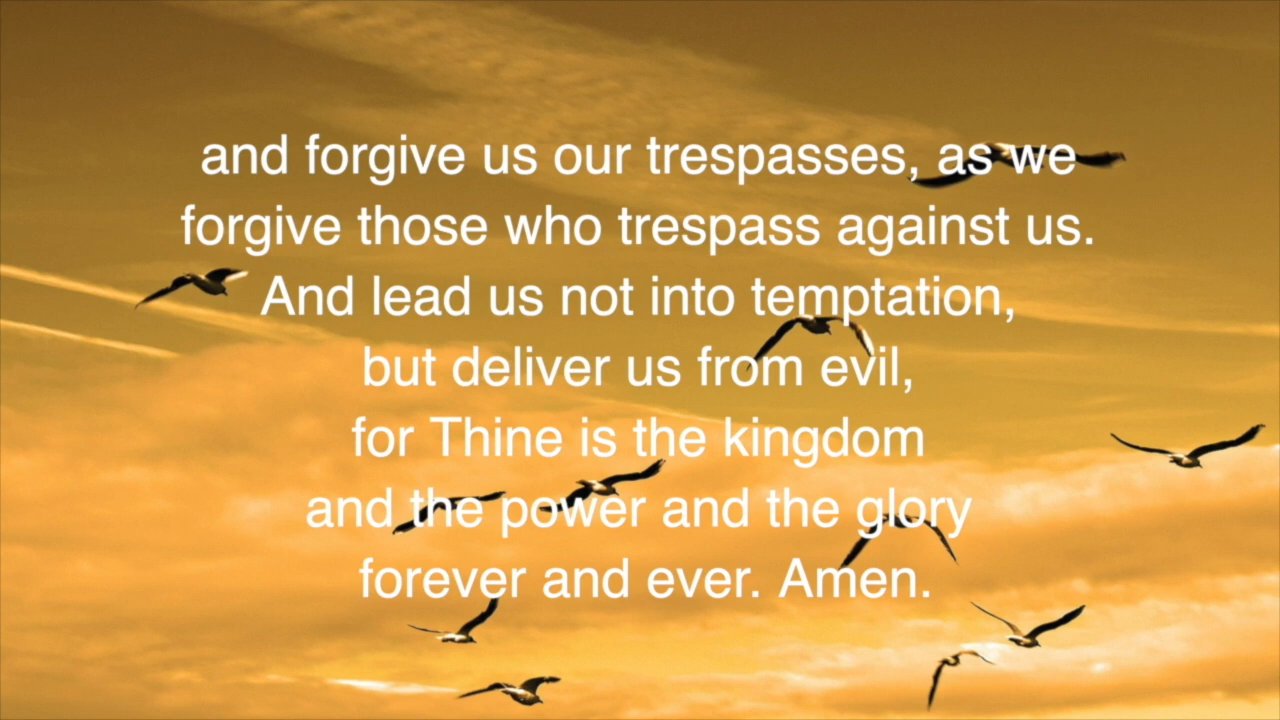 and forgive us our trespasses, as we
forgive those who trespass against us.
And lead us not into temptation,
but deliver us from evil,
for Thine is the kingdom
and the power and the glory
forever and ever. Amen.